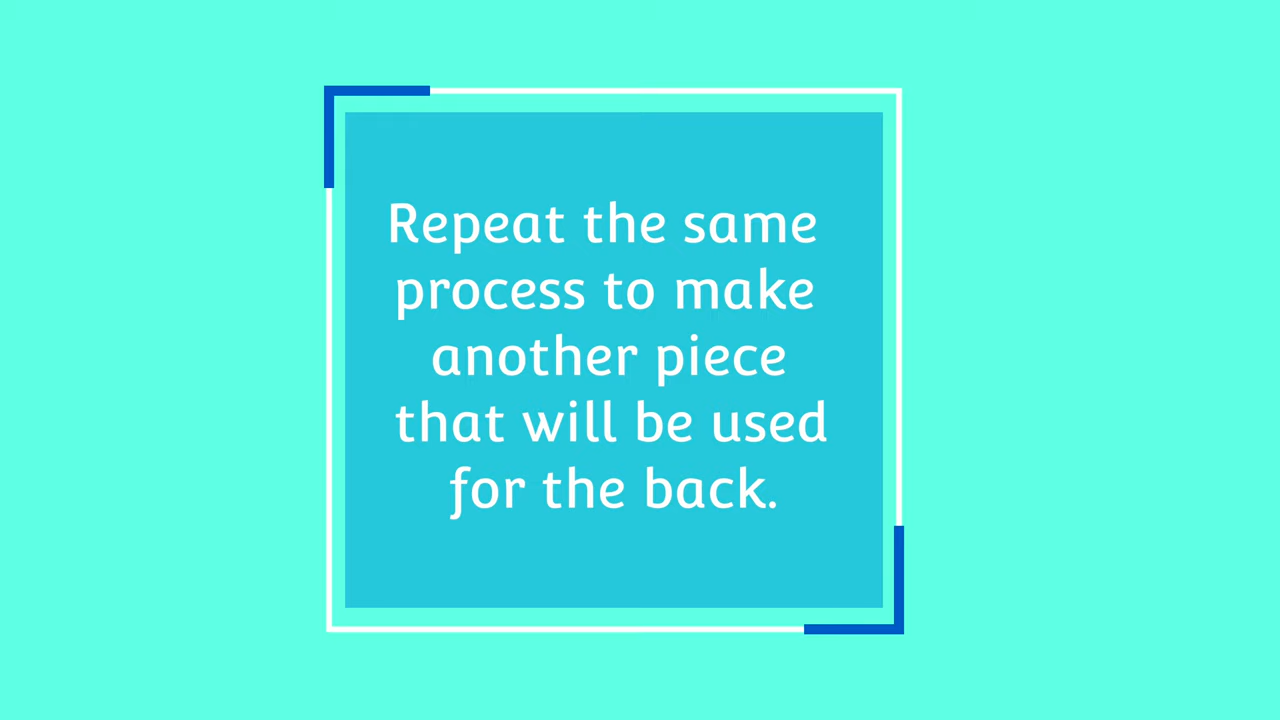 Repeat the same
process to make
another piece
that will be used
for the back.